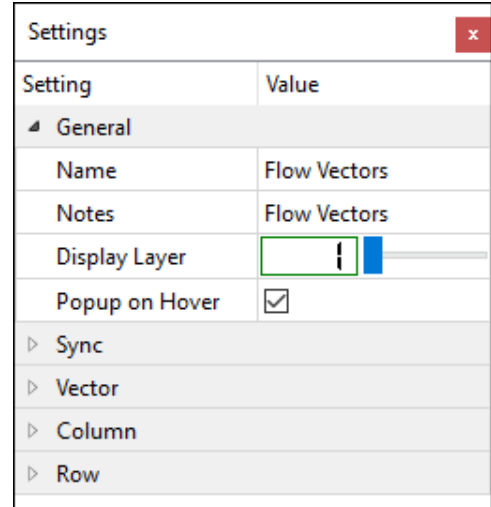 Settings x
Setting Value
General
Name Flow Vectors
Notes Flow Vectors
Display Layer 1
Popup on Hover
Sync
Vector
Column
Row